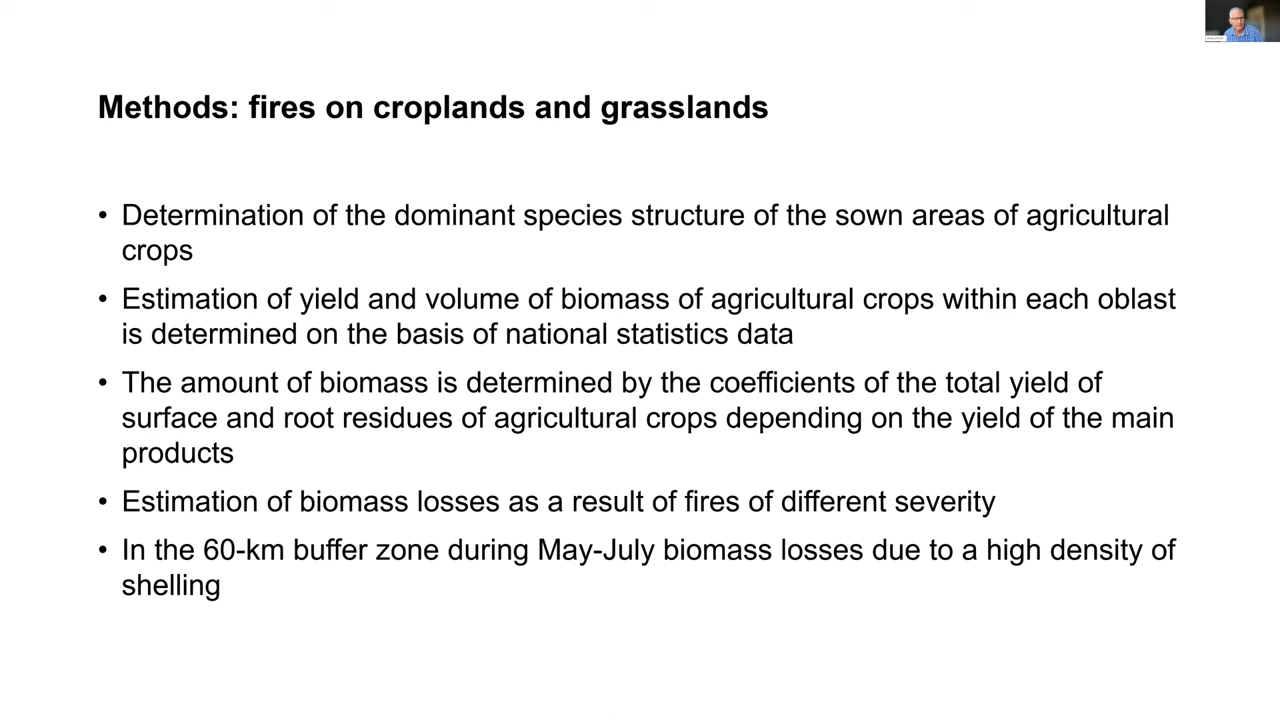 Methods: fires on croplands and grasslands
• Determination of the dominant species structure of the sown areas of agricultural
crops
• Estimation of yield and volume of biomass of agricultural crops within each oblast
is determined on the basis of national statistics data
• The amount of biomass is determined by the coefficients of the total yield of
surface and root residues of agricultural crops depending on the yield of the main
products
• Estimation of biomass losses as a result of fires of different severity
• In the 60-km buffer zone during May-July biomass losses due to a high density of
shelling